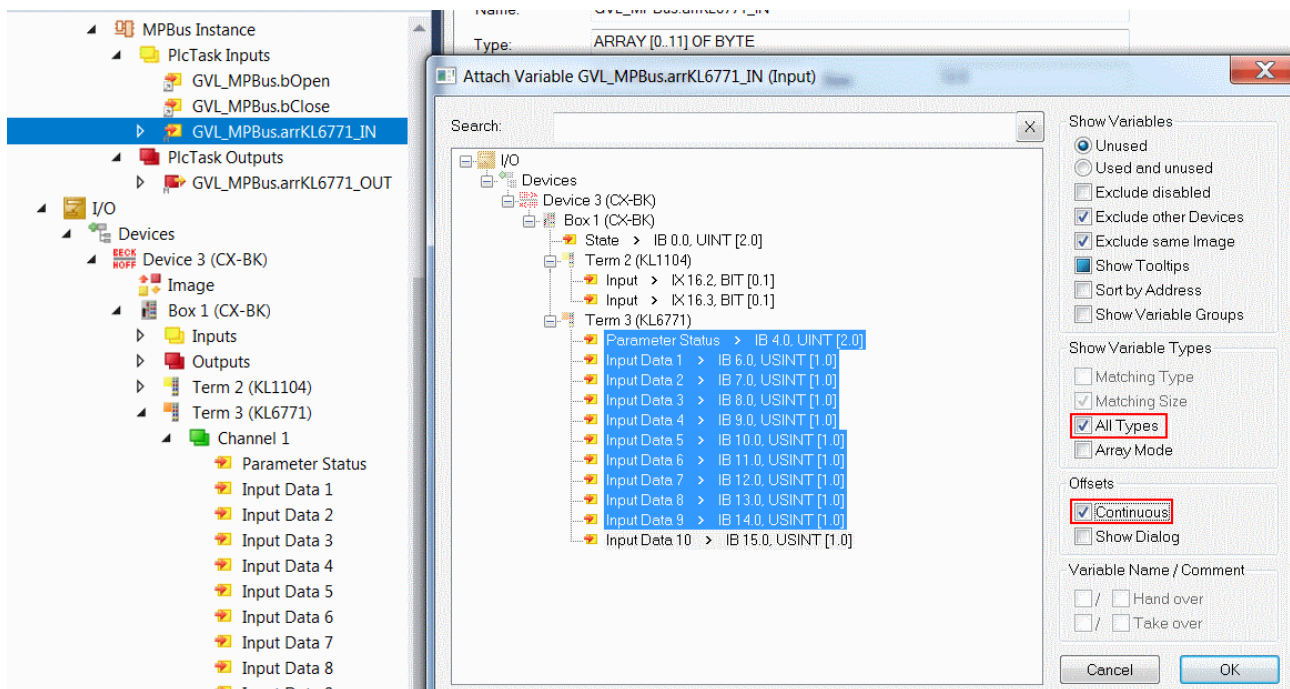 MPBus Instance
PlcTask Inputs
GVL_MPBus.bOpen
GVL_MPBus.bClose
GVL_MPBus.arrKL6771_IN
PlcTask Outputs
GVL_MPBus.arrKL6771_OUT
I/O
Devices
BECK
HOFF
Device 3 (CX-BK)
Image
Box 1 (CX-BK)
Inputs
Outputs
Term 2 (KL1104)
Term 3 (KL6771)
Channel 1
Parameter Status
Input Data 1
Input Data 2
Input Data 3
Input Data 4
Input Data 5
Input Data 6
Input Data 7
Input Data 8
Type: ARRAY [0..11] OF BYTE
Attach Variable GVL_MPBus.arrKL6771_IN (Input)
Search:
X
I/O
Devices
Device 3 (CX-BK)
Box 1 (CX-BK)
State > IB 0.0, UINT [2.0]
Term 2 (KL1104)
Input > IX 16.2, BIT [0.1]
Input > IX 16.3, BIT [0.1]
Term 3 (KL6771)
Parameter Status > IB 4.0, UINT [2.0]
Input Data 1 > IB 6.0, USINT [1.0]
Input Data 2 > IB 7.0, USINT [1.0]
Input Data 3 > IB 8.0, USINT [1.0]
Input Data 4 > IB 9.0, USINT [1.0]
Input Data 5 > IB 10.0, USINT [1.0]
Input Data 6 > IB 11.0, USINT [1.0]
Input Data 7 > IB 12.0, USINT [1.0]
Input Data 8 > IB 13.0, USINT [1.0]
Input Data 9 > IB 14.0, USINT [1.0]
Input Data 10 > IB 15.0, USINT [1.0]
Show Variables
Unused
Used and unused
Exclude disabled
Exclude other Devices
Exclude same Image
Show Tooltips
Sort by Address
Show Variable Groups
Show Variable Types
Matching Type
Matching Size
All Types
Array Mode
Offsets
Continuous
Show Dialog
Variable Name / Comment
/ Hand over
/ Take over
Cancel
OK